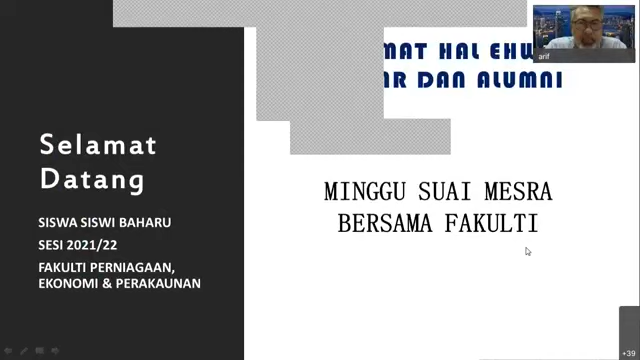 MAT HAL EHW
AR DAN ALUMNI
arif
Selamat
Datang
SISWA SISWI BAHARU
SESI 2021/22
FAKULTI PERNIAGAAN,
EKONOMI & PERAKAUNAN
MINGGU SUAI MESRA
BERSAMA FAKULTI
+39